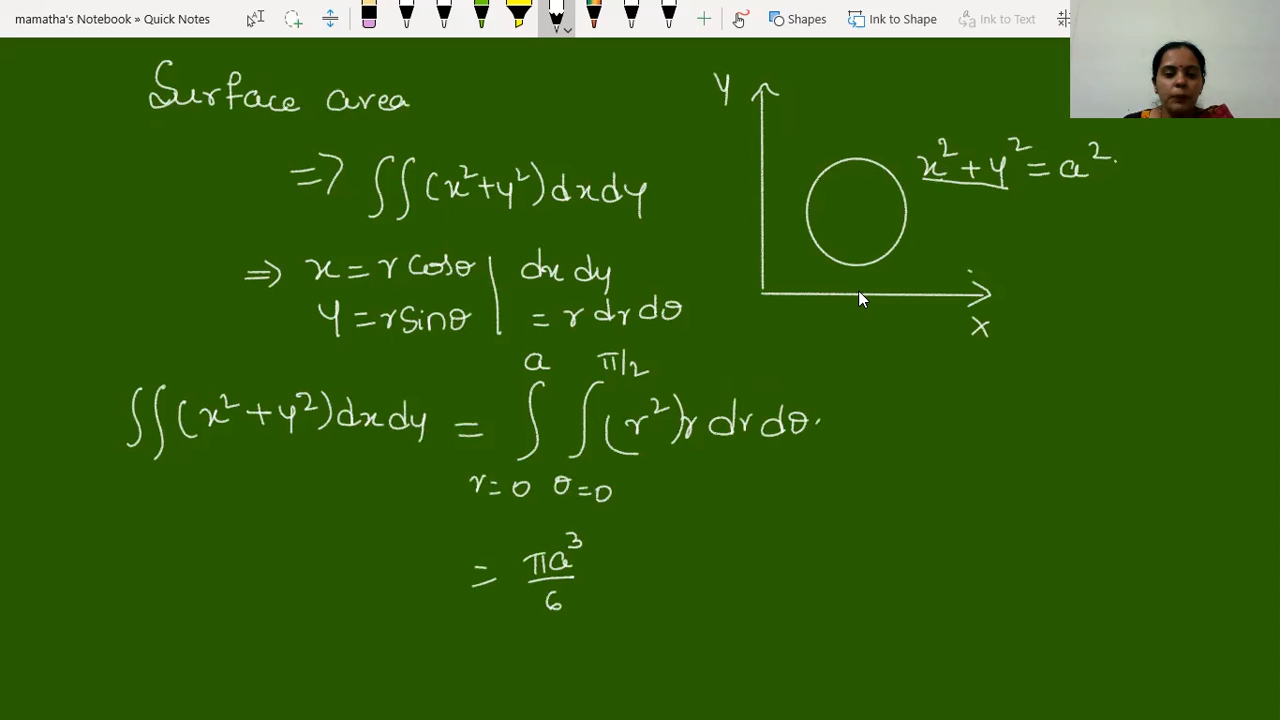 mamatha's Notebook » Quick Notes
Shapes
Ink to Shape
Ink to Text
Surface area
Y
x²+y² = a².
=> ∫∫(x²+y²)dxdy
=> x = r cosθ | dx dy
y = r sinθ | = r dr dθ
X
∫∫(x²+y²)dxdy = ∫_{r=0}^{a} ∫_{θ=0}^{π/2} (r²)r dr dθ.
= πa³/6